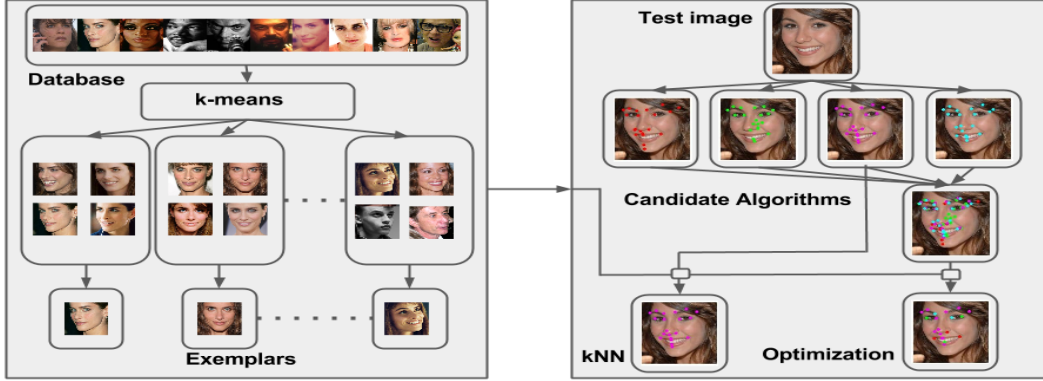 Database
k-means
Exemplars
Test image
Candidate Algorithms
kNN
Optimization